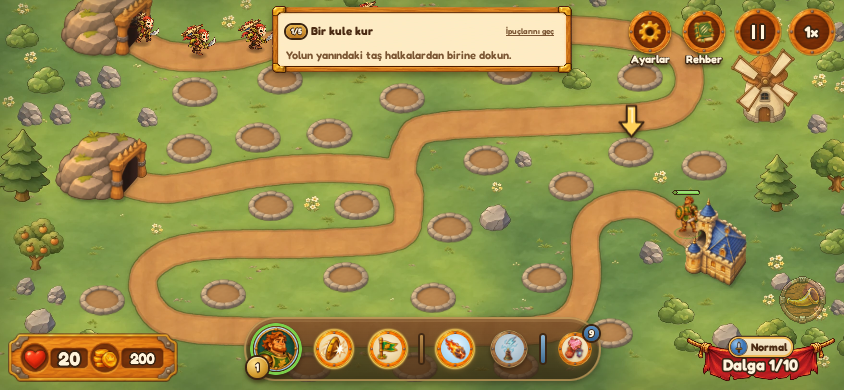 1/5 Bir kule kur İpuçlarını geç
Yolun yanındaki taş halkalardan birine dokun.
Ayarlar
Rehber
1x
20
200
1
9
Normal
Dalga 1/10